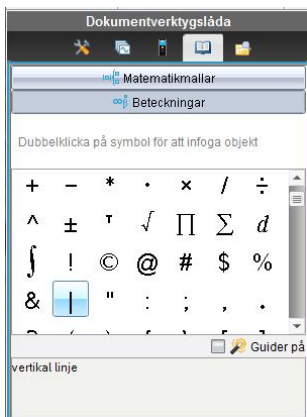 Dokumentverktygslåda
Matematikmallar
∞β° Beteckningar
Dubbelklicka på symbol för att infoga objekt
+ − * · × / ÷
^ ± ᵀ √ ∏ ∑ d
∫ ! © @ # $ %
& | " : ; , .
Guider på
vertikal linje